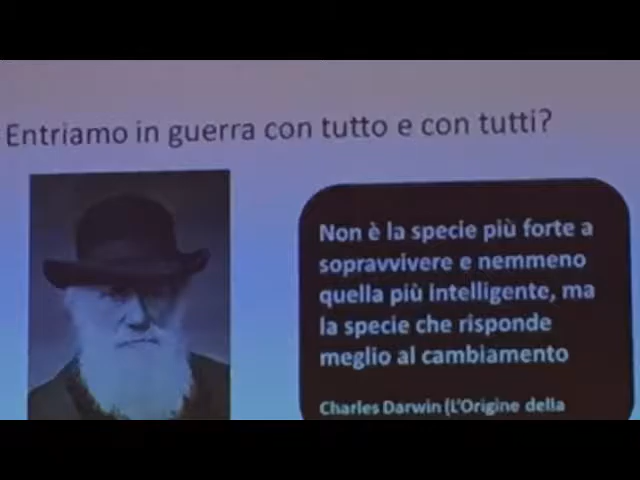 Entriamo in guerra con tutto e con tutti?
Non è la specie più forte a
sopravvivere e nemmeno
quella più intelligente, ma
la specie che risponde
meglio al cambiamento
Charles Darwin (L'Origine della